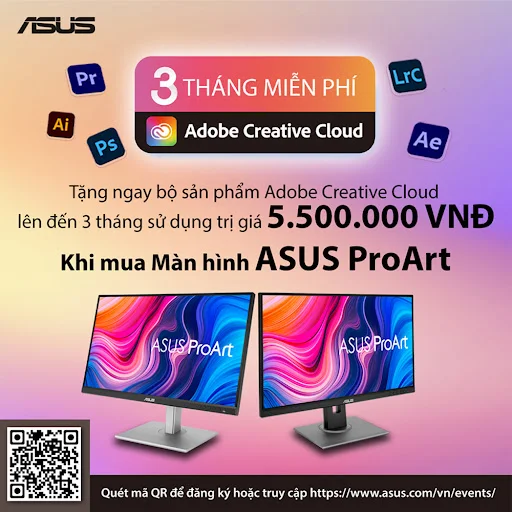 ASUS
3 THÁNG MIỄN PHÍ
Adobe Creative Cloud
Pr
LrC
Ai
Ps
Ae
Tặng ngay bộ sản phẩm Adobe Creative Cloud
lên đến 3 tháng sử dụng trị giá 5.500.000 VNĐ
Khi mua Màn hình ASUS ProArt
ASUS ProArt
ASUS ProArt
ASUS
ASUS
Quét mã QR để đăng ký hoặc truy cập https://www.asus.com/vn/events/